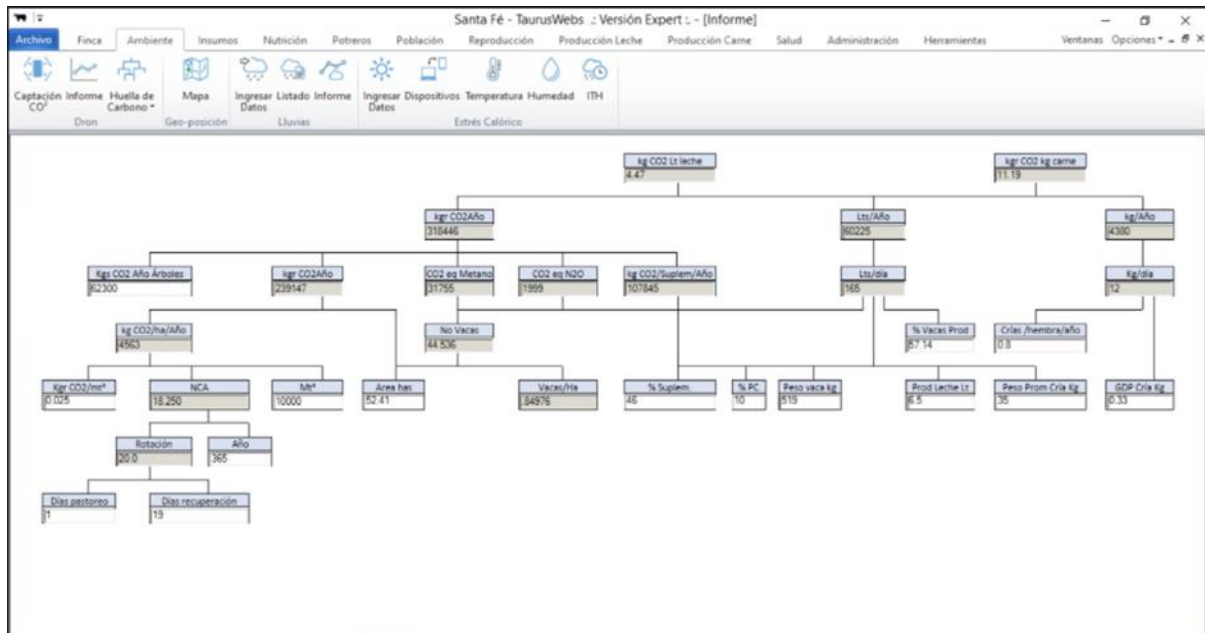 Santa Fé - TaurusWebs .: Versión Expert :. - [Informe]
Archivo Finca Ambiente Insumos Nutrición Potreros Población Reproducción Producción Leche Producción Carne Salud Administración Herramientas Ventanas Opciones
Captación CO² Informe Huella de Carbono Mapa Ingresar Datos Listado Informe Ingresar Datos Dispositivos Temperatura Humedad ITH
Dron Geo-posición Lluvias Estrés Calórico
kg CO2 Lt leche kgr CO2 kg carne
4.47 11.19
kgr CO2Año Lts/Año kg/Año
318446 60225 4380
Kgs CO2 Año Árboles kgr CO2Año CO2 eq Metano CO2 eq N2O kg CO2/Suplem/Año Lts/día Kg/día
62300 239147 31755 1999 107845 165 12
kg CO2/ha/Año No Vacas % Vacas Prod Crías /hembra/año
4563 44.536 57.14 0.8
Kgr CO2/mt² NCA Mt² Area has Vacas/Ha % Suplem. % PC Peso vaca kg Prod Leche Lt Peso Prom Cría Kg GDP Cría Kg
0.025 18.250 10000 52.41 .84976 46 10 519 6.5 35 0.33
Rotación Año
20.0 365
Días pastoreo Días recuperación
1 19